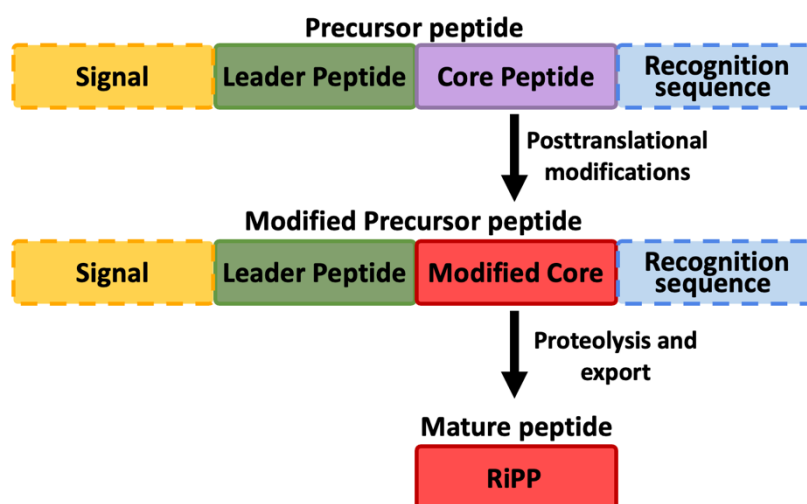 Precursor peptide
Signal
Leader Peptide
Core Peptide
Recognition
sequence
Posttranslational
modifications
Modified Precursor peptide
Signal
Leader Peptide
Modified Core
Recognition
sequence
Proteolysis and
export
Mature peptide
RiPP